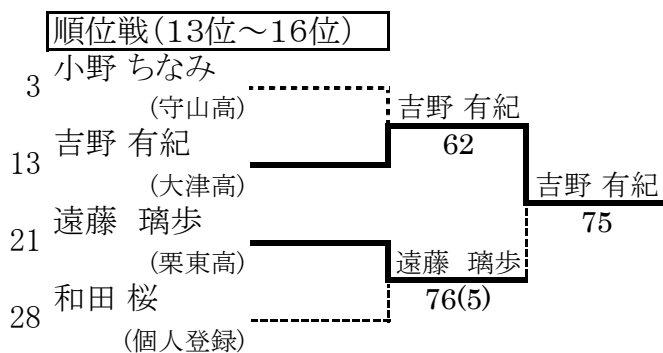 順位戦(13位～16位)
3 小野 ちなみ
(守山高)
13 吉野 有紀
(大津高)
21 遠藤 璃歩
(栗東高)
28 和田 桜
(個人登録)
吉野 有紀
62
遠藤 璃歩
76(5)
吉野 有紀
75